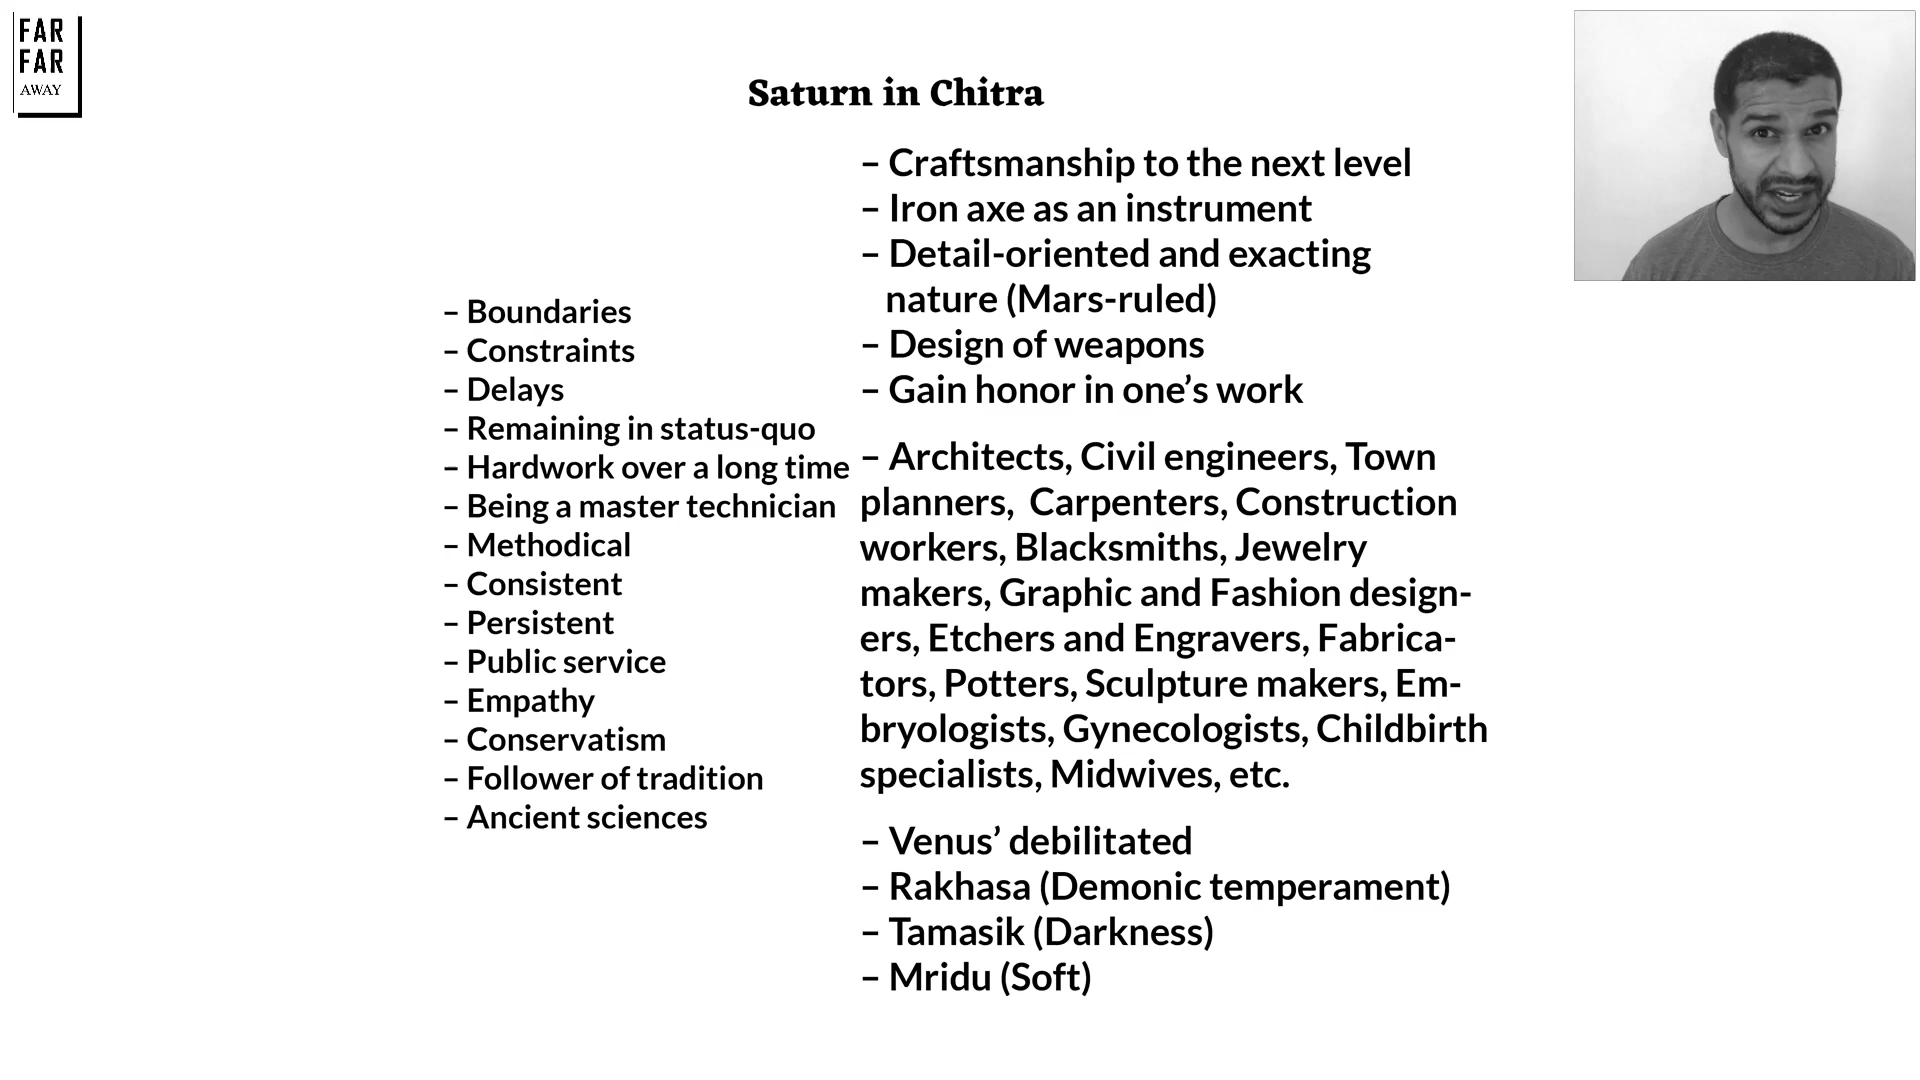 FAR
FAR
AWAY
Saturn in Chitra
– Boundaries
– Constraints
– Delays
– Remaining in status-quo
– Hardwork over a long time
– Being a master technician
– Methodical
– Consistent
– Persistent
– Public service
– Empathy
– Conservatism
– Follower of tradition
– Ancient sciences
– Craftsmanship to the next level
– Iron axe as an instrument
– Detail-oriented and exacting
nature (Mars-ruled)
– Design of weapons
– Gain honor in one’s work
– Architects, Civil engineers, Town
planners, Carpenters, Construction
workers, Blacksmiths, Jewelry
makers, Graphic and Fashion design-
ers, Etchers and Engravers, Fabrica-
tors, Potters, Sculpture makers, Em-
bryologists, Gynecologists, Childbirth
specialists, Midwives, etc.
– Venus’ debilitated
– Rakhasa (Demonic temperament)
– Tamasik (Darkness)
– Mridu (Soft)